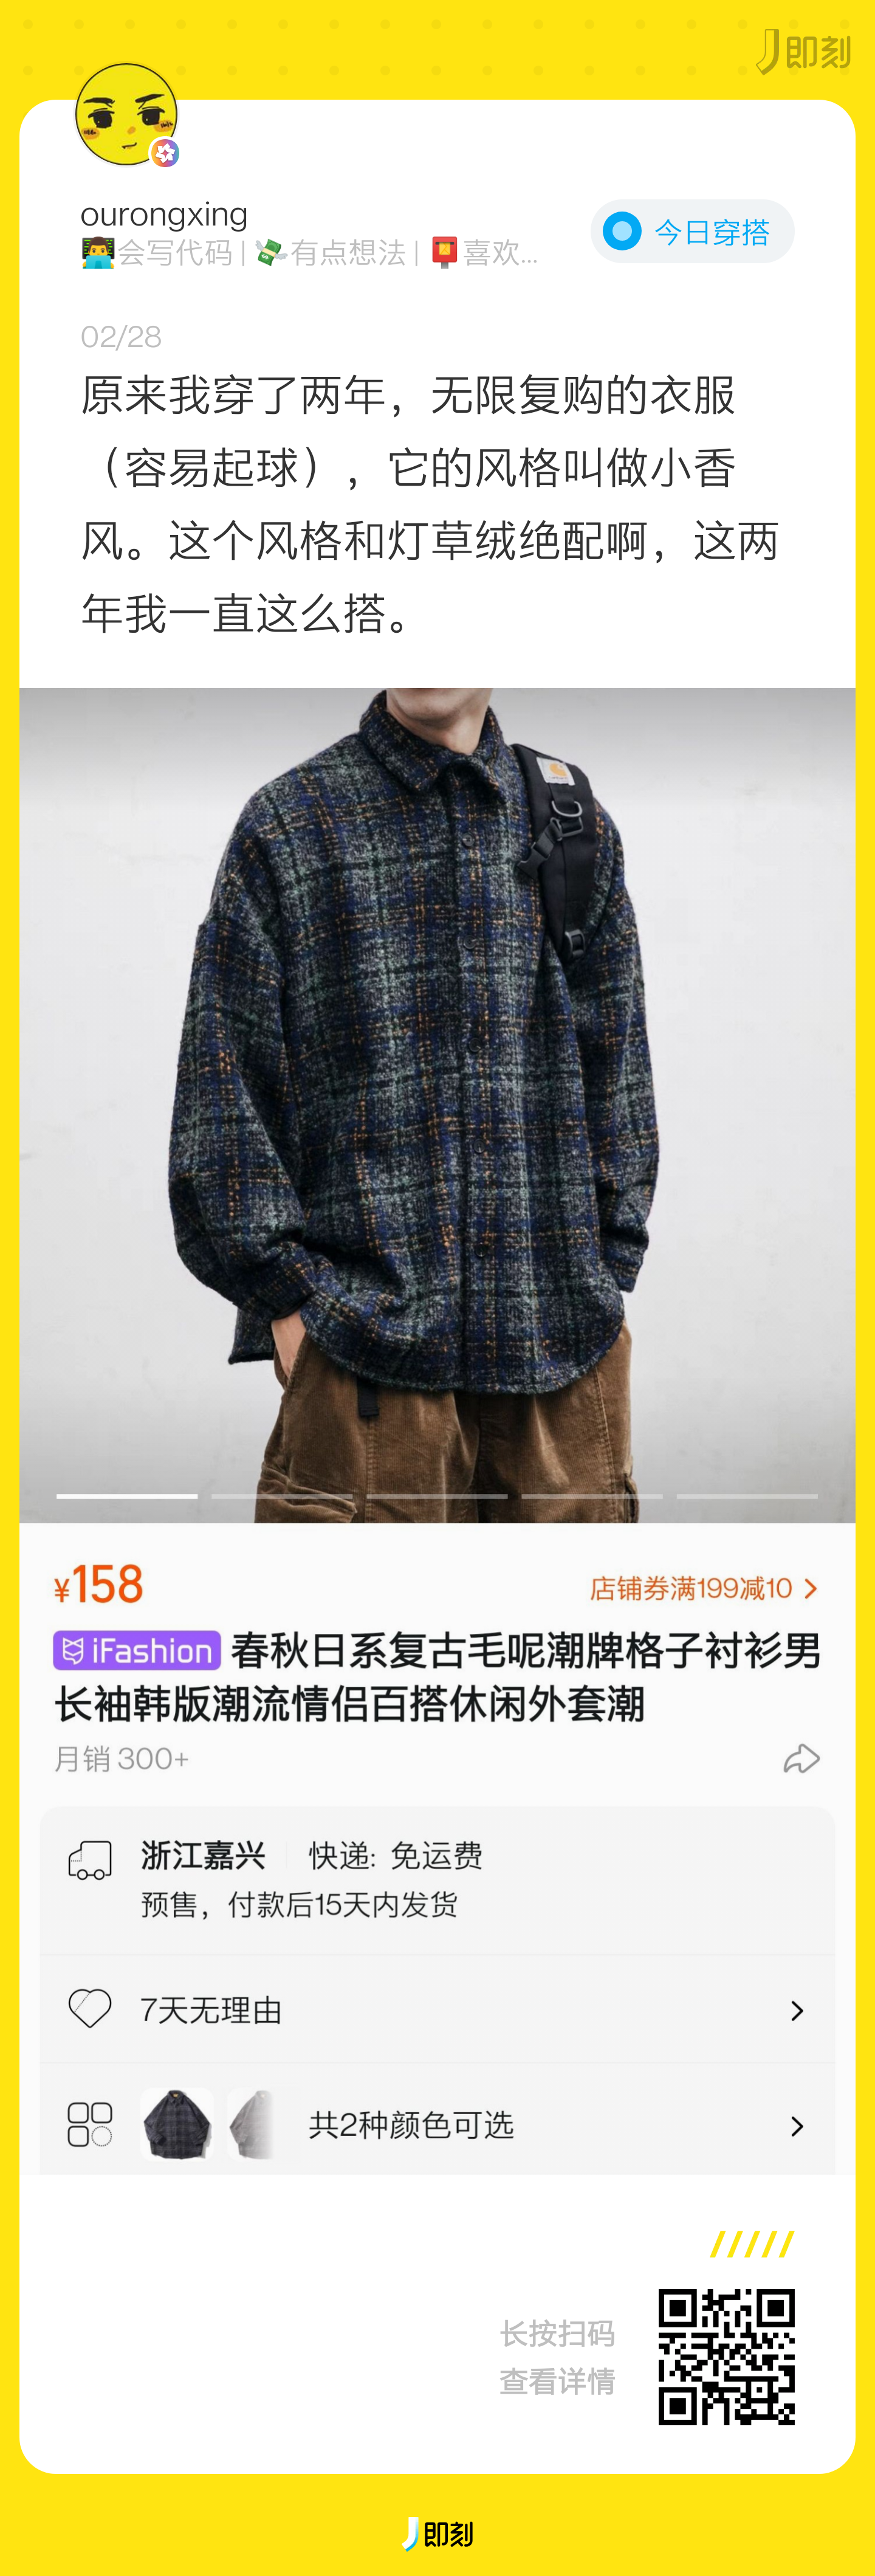 即刻
ourongxing
👨‍💻会写代码 | 💸有点想法 | 📮喜欢...
今日穿搭
02/28
原来我穿了两年，无限复购的衣服
（容易起球），它的风格叫做小香
风。这个风格和灯草绒绝配啊，这两
年我一直这么搭。
¥158
店铺券满199减10 >
iFashion 春秋日系复古毛呢潮牌格子衬衫男
长袖韩版潮流情侣百搭休闲外套潮
月销 300+
浙江嘉兴 | 快递: 免运费
预售，付款后15天内发货
7天无理由
共2种颜色可选
长按扫码
查看详情
即刻